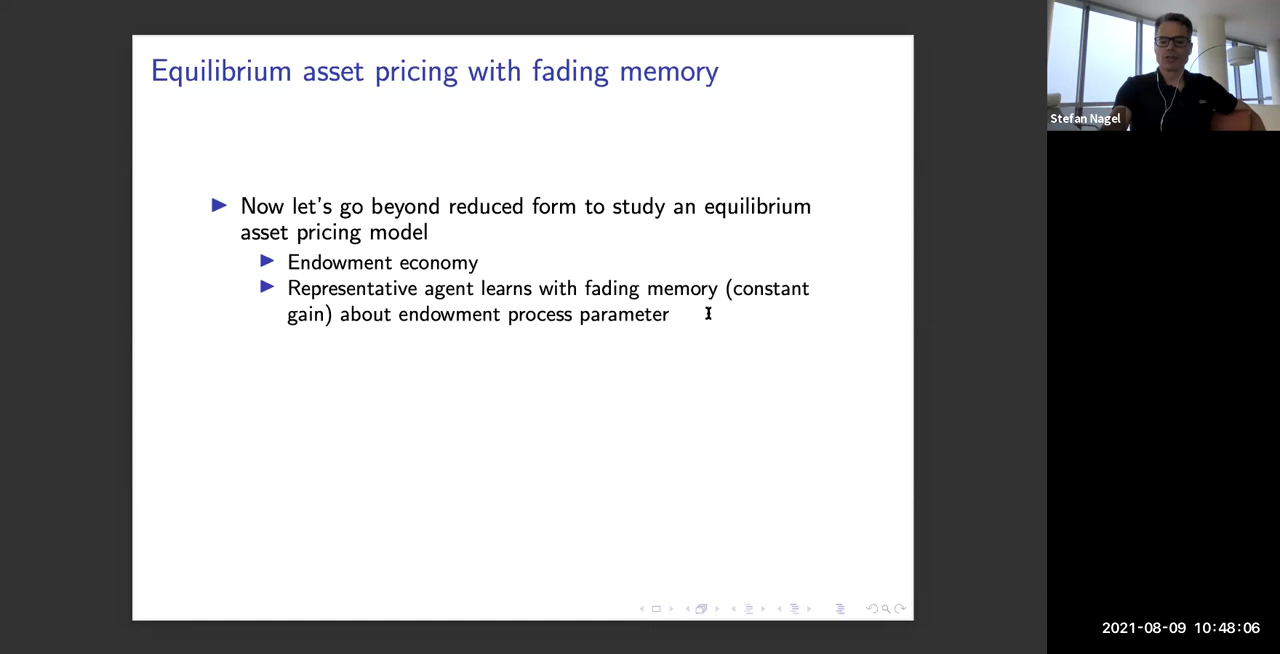 Equilibrium asset pricing with fading memory
Now let's go beyond reduced form to study an equilibrium
asset pricing model
Endowment economy
Representative agent learns with fading memory (constant
gain) about endowment process parameter
Stefan Nagel
2021-08-09 10:48:06